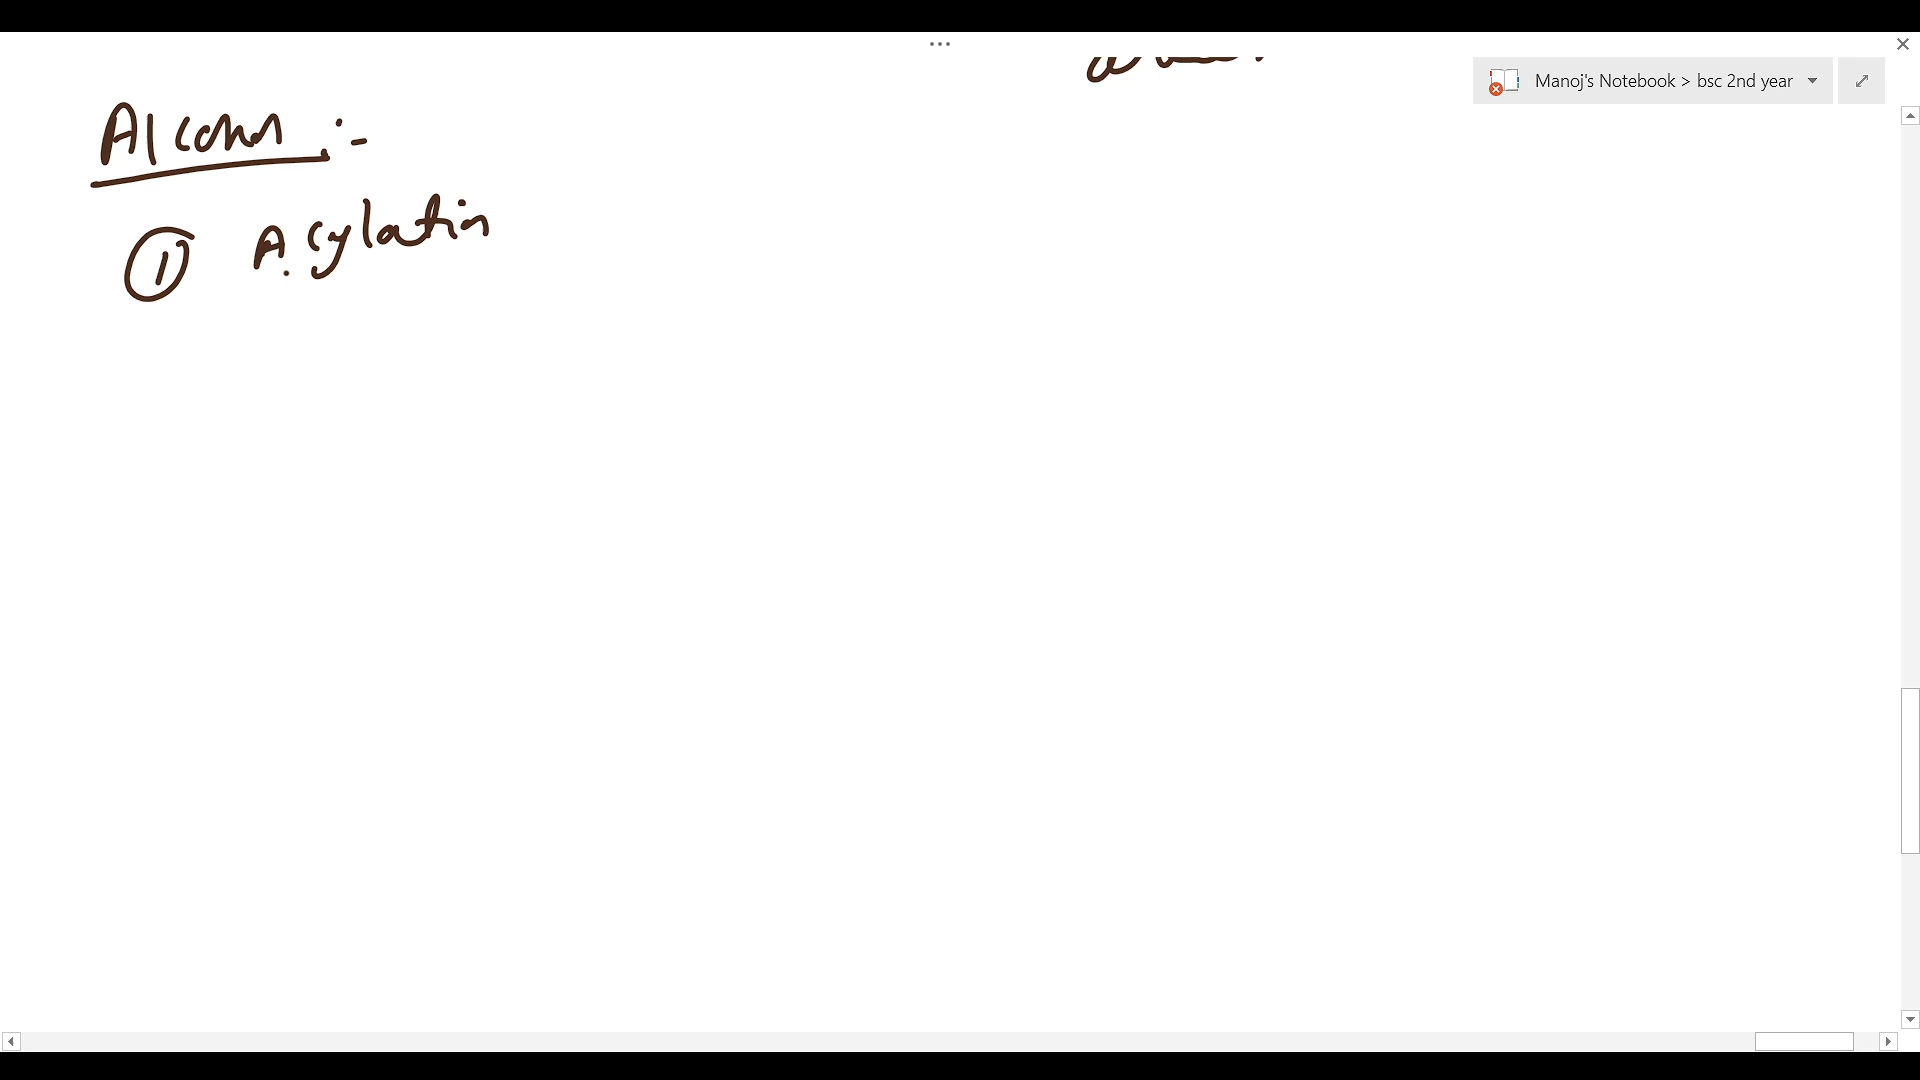 ...
Manoj's Notebook > bsc 2nd year
Alcohol :-
① Acylation